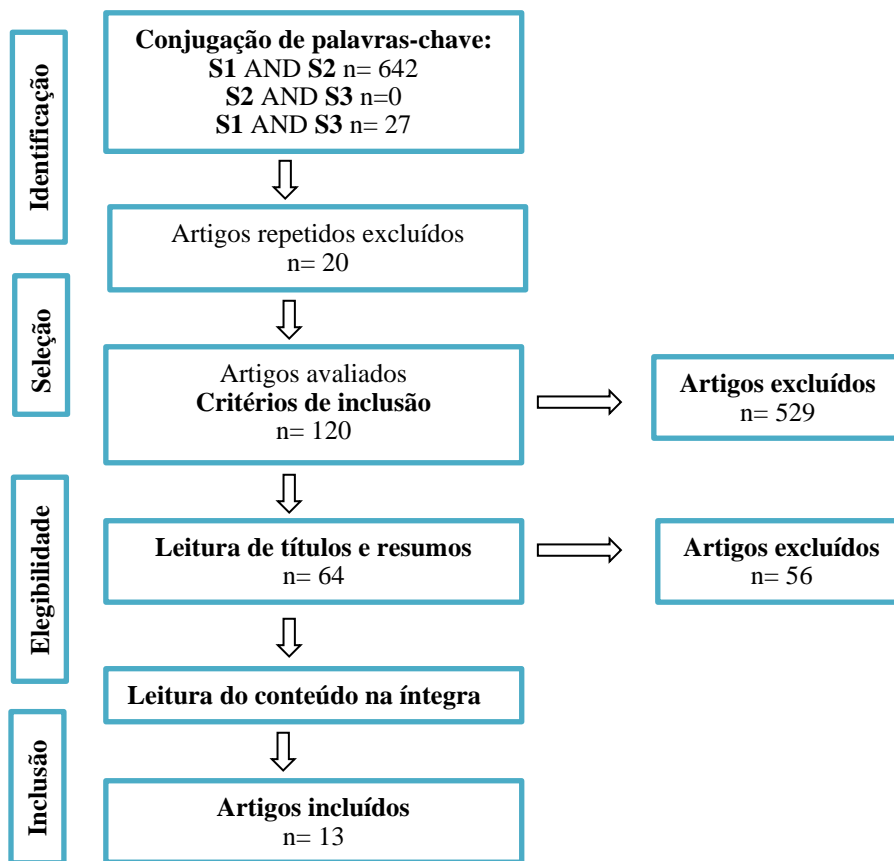 Identificação
Conjugação de palavras-chave:
S1 AND S2 n= 642
S2 AND S3 n=0
S1 AND S3 n= 27
Artigos repetidos excluídos
n= 20
Seleção
Artigos avaliados
Critérios de inclusão
n= 120
Artigos excluídos
n= 529
Elegibilidade
Leitura de títulos e resumos
n= 64
Artigos excluídos
n= 56
Leitura do conteúdo na íntegra
Inclusão
Artigos incluídos
n= 13